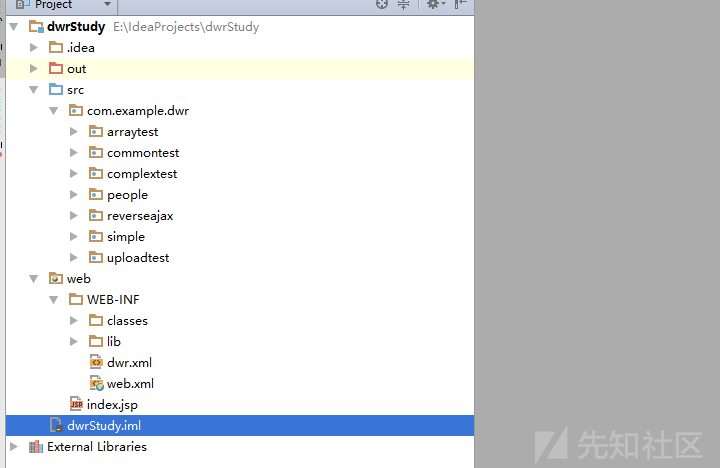 Project
dwrStudy E:\IdeaProjects\dwrStudy
.idea
out
src
com.example.dwr
arraytest
commontest
complextest
people
reverseajax
simple
uploadtest
web
WEB-INF
classes
lib
dwr.xml
web.xml
JSP index.jsp
dwrStudy.iml
External Libraries
先知社区